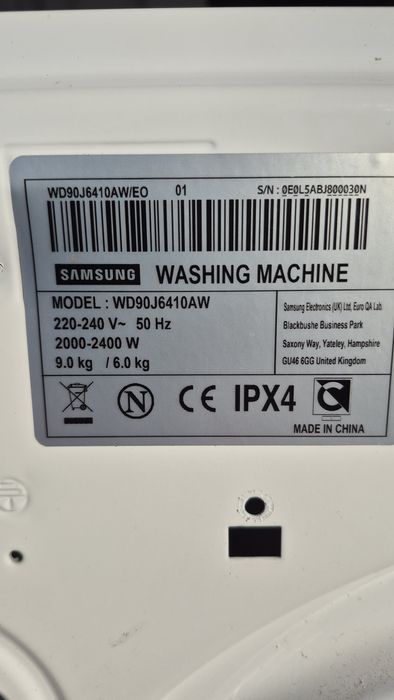 WD90J6410AW/EO 01 S/N : 0E0L5ABJ800030N
SAMSUNG WASHING MACHINE
MODEL : WD90J6410AW
220-240 V~ 50 Hz
2000-2400 W
9.0 kg / 6.0 kg
Samsung Electronics (UK) Ltd, Euro QA Lab.
Blackbushe Business Park
Saxony Way, Yateley, Hampshire
GU46 6GG United Kingdom
N CE IPX4
MADE IN CHINA